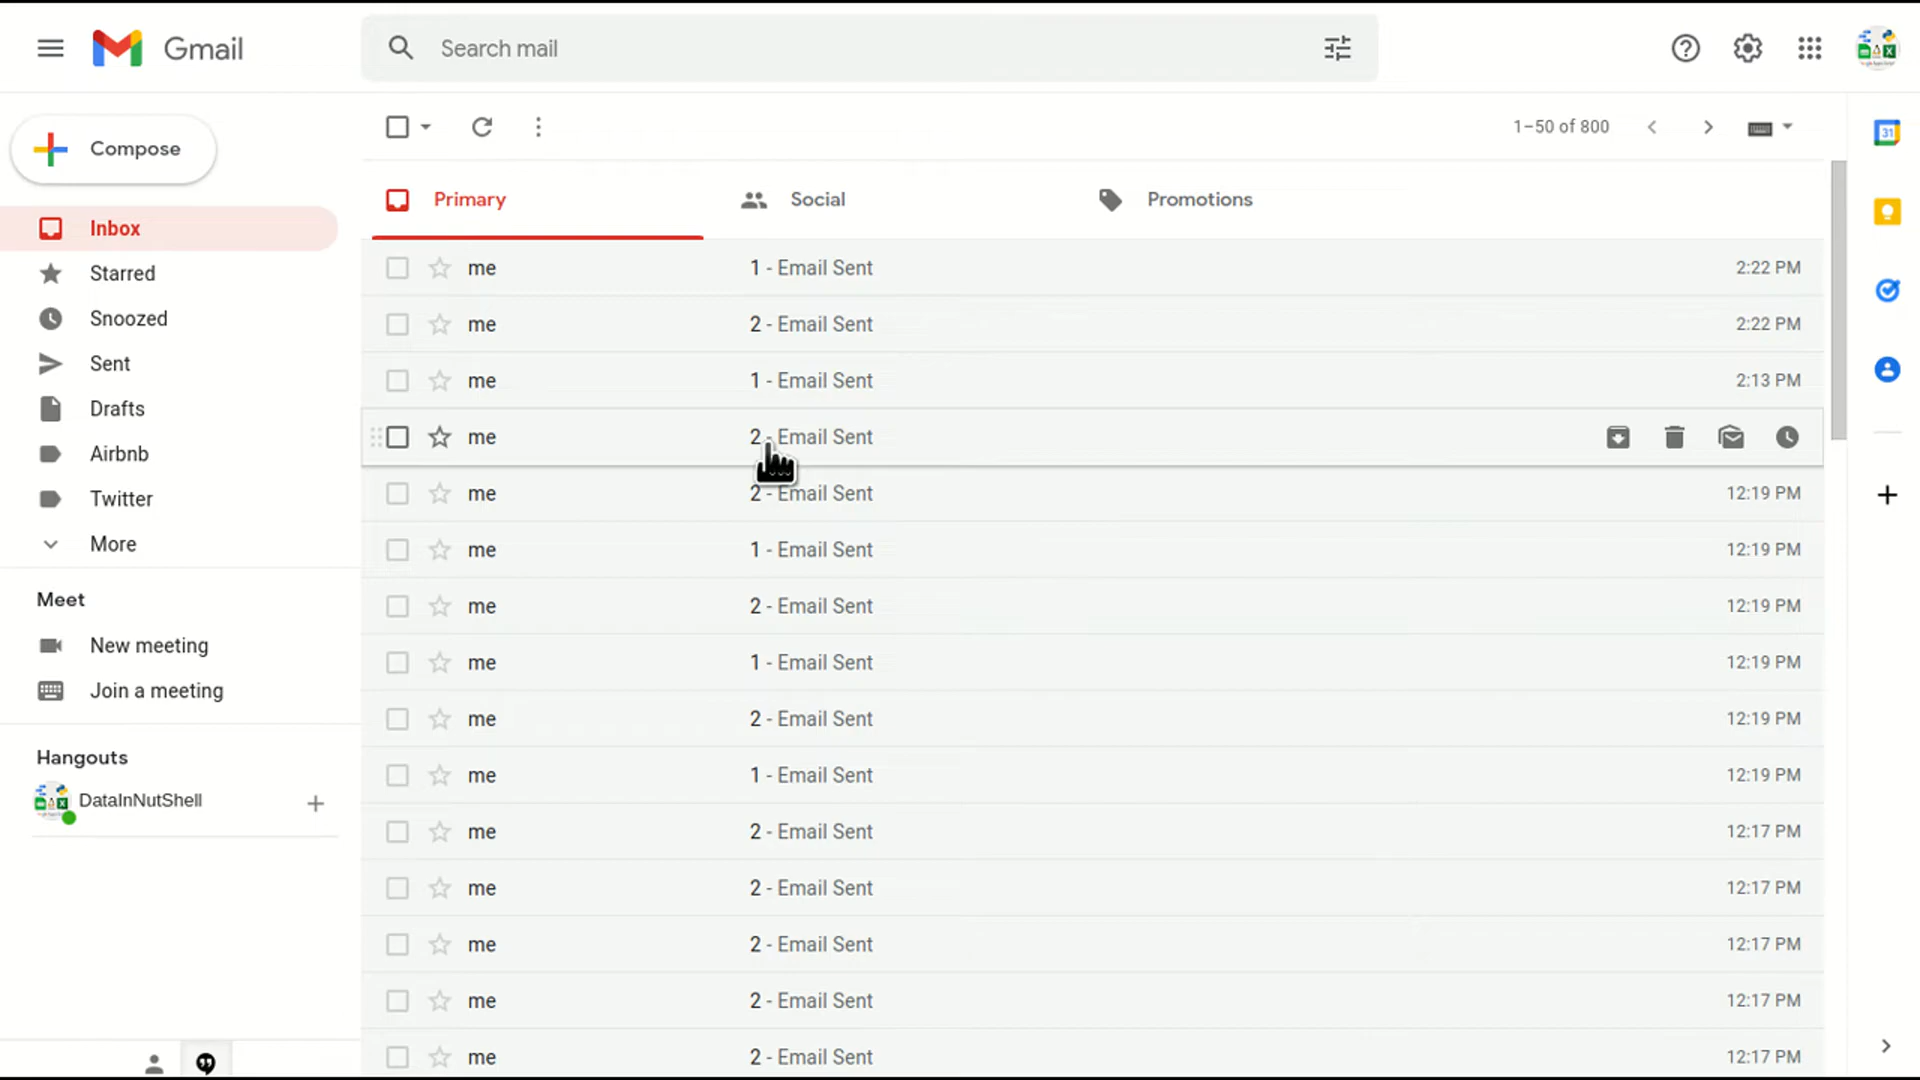 Gmail
Search mail
Compose
1–50 of 800
31
Primary
Social
Promotions
Inbox
Starred
Snoozed
Sent
Drafts
Airbnb
Twitter
More
Meet
New meeting
Join a meeting
Hangouts
DataInNutShell
me 1 - Email Sent 2:22 PM
me 2 - Email Sent 2:22 PM
me 1 - Email Sent 2:13 PM
me 2 - Email Sent
me 2 - Email Sent 12:19 PM
me 1 - Email Sent 12:19 PM
me 2 - Email Sent 12:19 PM
me 1 - Email Sent 12:19 PM
me 2 - Email Sent 12:19 PM
me 1 - Email Sent 12:19 PM
me 2 - Email Sent 12:17 PM
me 2 - Email Sent 12:17 PM
me 2 - Email Sent 12:17 PM
me 2 - Email Sent 12:17 PM
me 2 - Email Sent 12:17 PM